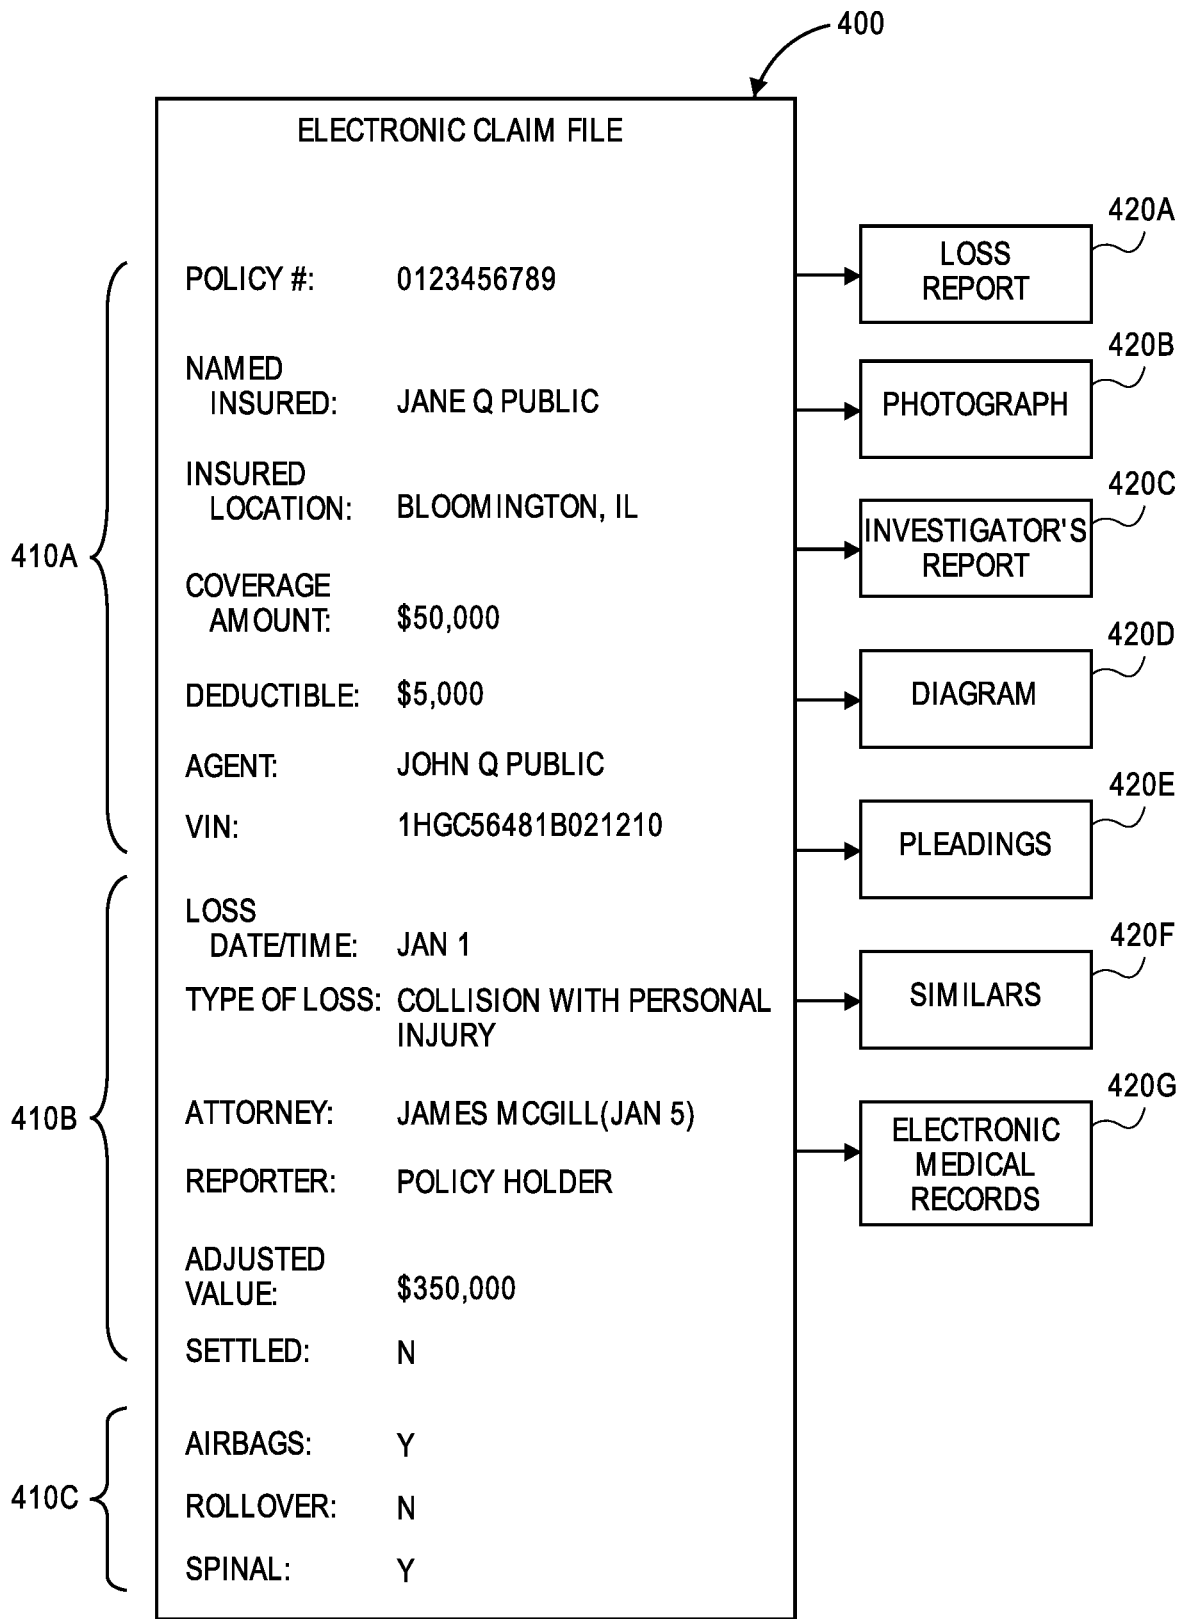 400
ELECTRONIC CLAIM FILE
410A
POLICY #: 0123456789
NAMED
INSURED: JANE Q PUBLIC
INSURED
LOCATION: BLOOMINGTON, IL
COVERAGE
AMOUNT: $50,000
DEDUCTIBLE: $5,000
AGENT: JOHN Q PUBLIC
VIN: 1HGC56481B021210
410B
LOSS
DATE/TIME: JAN 1
TYPE OF LOSS: COLLISION WITH PERSONAL
INJURY
ATTORNEY: JAMES MCGILL(JAN 5)
REPORTER: POLICY HOLDER
ADJUSTED
VALUE: $350,000
SETTLED: N
410C
AIRBAGS: Y
ROLLOVER: N
SPINAL: Y
420A
LOSS
REPORT
420B
PHOTOGRAPH
420C
INVESTIGATOR'S
REPORT
420D
DIAGRAM
420E
PLEADINGS
420F
SIMILARS
420G
ELECTRONIC
MEDICAL
RECORDS